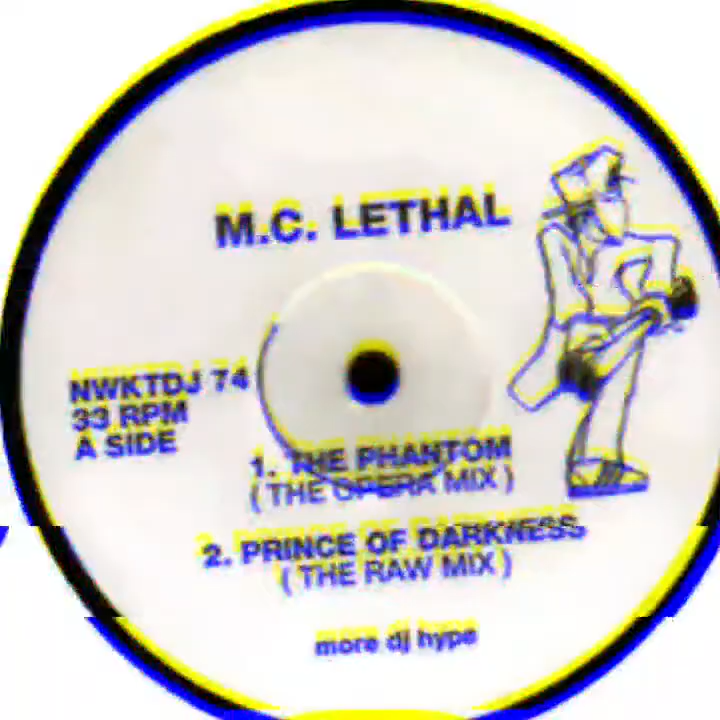 M.C. LETHAL
NWKTDJ 74
33 RPM
A SIDE
1. THE PHANTOM
( THE OPERA MIX )
2. PRINCE OF DARKNESS
( THE RAW MIX )
more dj hype